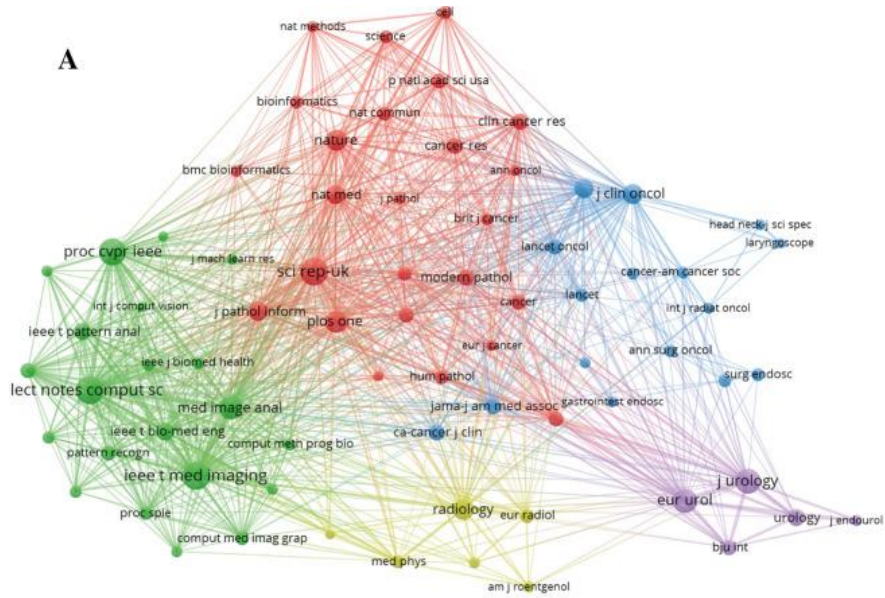 cell
nat methods
science
A
p natl acad sci usa
bioinformatics
nat commun
clin cancer res
nature
cancer res
bmc bioinformatics
ann oncol
nat med
j pathol
j clin oncol
brit j cancer
head neck j sci spec
laryngoscope
proc cvpr ieee
lancet oncol
j mach learn res
sci rep-uk
modern pathol
cancer-am cancer soc
int j comput vision
cancer
lancet
int j radiat oncol
j pathol inform
plos one
ieee t pattern anal
eur j cancer
ann surg oncol
ieee j biomed health
hum pathol
surg endosc
lect notes comput sc
med image anal
jama-j am med assoc
gastrointest endosc
ieee t bio-med eng
ca-cancer j clin
comput meth prog bio
pattern recogn
ieee t med imaging
j urology
eur urol
proc spie
radiology
eur radiol
urology
j endourol
comput med imag grap
bju int
med phys
am j roentgenol